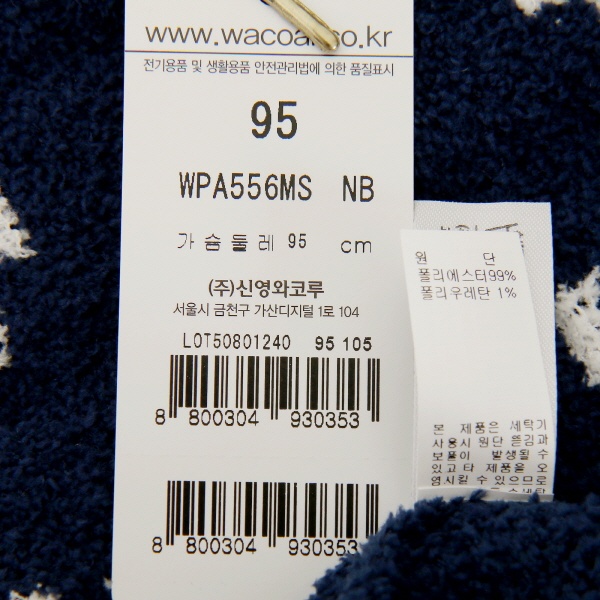 www.wacoal.co.kr
전기용품 및 생활용품 안전관리법에 의한 품질표시
95
WPA556MS NB
가슴둘레 95 cm
(주)신영와코루
서울시 금천구 가산디지털 1로 104
LOT50801240 95 105
8 800304 930353
8 800304 930353
원 단
폴리에스터99%
폴리우레탄 1%
본 제품은 세탁기
사용시 원단 뜯김과
보풀이 발생될 수
있고타 제품을 오
염시킬 수 있으므로